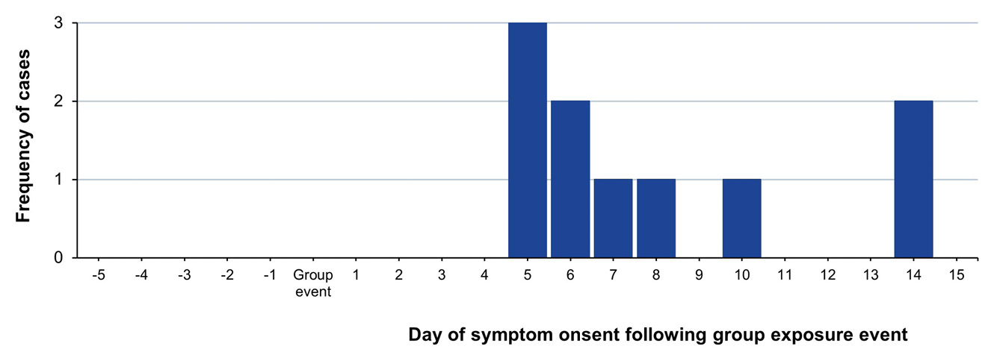 3
2
1
0
Frequency of cases
-5 -4 -3 -2 -1 Group 1 2 3 4 5 6 7 8 9 10 11 12 13 14 15
event
Day of symptom onsent following group exposure event